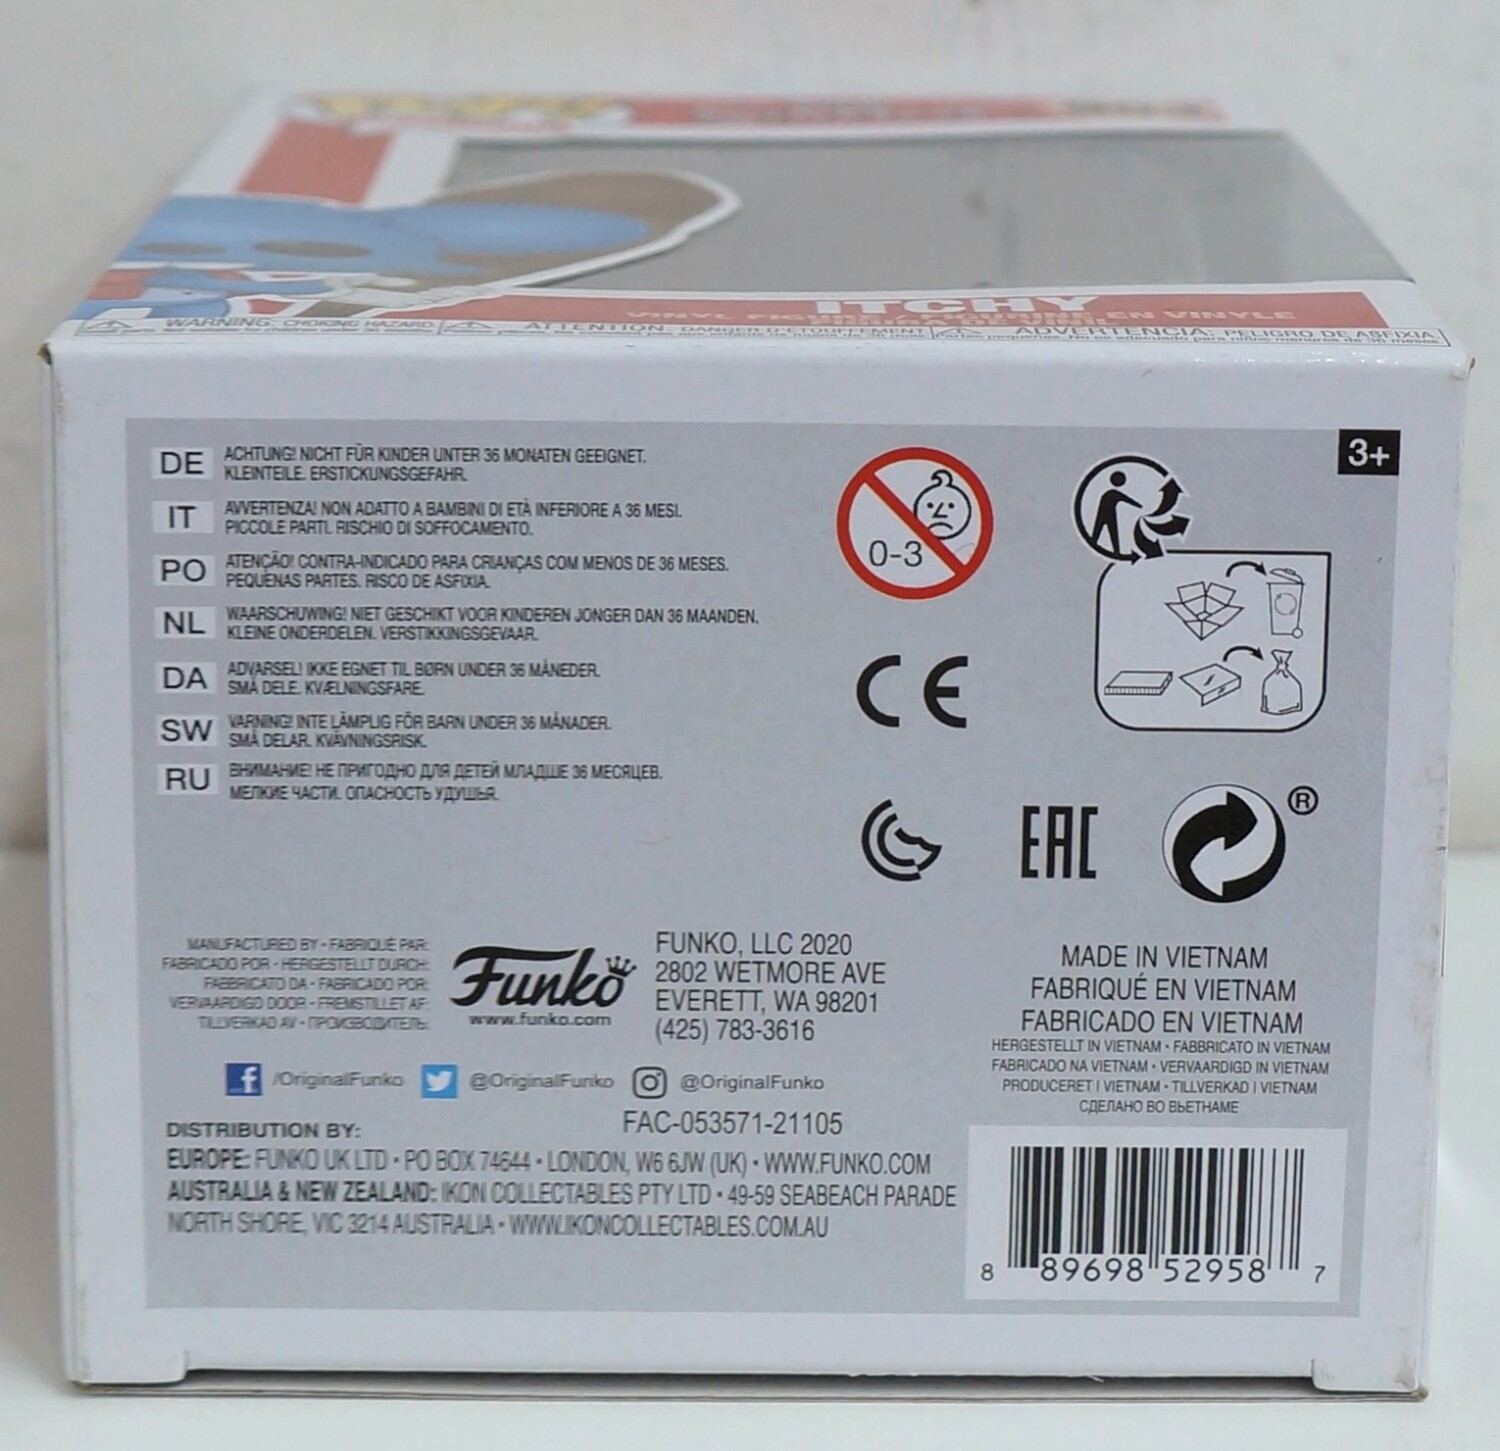 ITCHY
VINYL FIGURE / FIGURINE EN VINYLE
WARNING: CHOKING HAZARD.
ATTENTION: DANGER D'ÉTOUFFEMENT
ADVERTENCIA: PELIGRO DE ASFIXIA
3+
DE ACHTUNG! NICHT FÜR KINDER UNTER 36 MONATEN GEEIGNET.
KLEINTEILE. ERSTICKUNGSGEFAHR.
IT AVVERTENZA! NON ADATTO A BAMBINI DI ETÀ INFERIORE A 36 MESI.
PICCOLE PARTI. RISCHIO DI SOFFOCAMENTO.
PO ATENÇÃO! CONTRA-INDICADO PARA CRIANÇAS COM MENOS DE 36 MESES.
PEQUENAS PARTES. RISCO DE ASFIXIA.
NL WAARSCHUWING! NIET GESCHIKT VOOR KINDEREN JONGER DAN 36 MAANDEN.
KLEINE ONDERDELEN. VERSTIKKINGSGEVAAR.
DA ADVARSEL! IKKE EGNET TIL BØRN UNDER 36 MÅNEDER.
SMÅ DELE. KVÆLNINGSFARE.
SW VARNING! INTE LÄMPLIG FÖR BARN UNDER 36 MÅNADER.
SMÅ DELAR. KVÄVNINGSRISK.
RU ВНИМАНИЕ! НЕ ПРИГОДНО ДЛЯ ДЕТЕЙ МЛАДШЕ 36 МЕСЯЦЕВ.
МЕЛКИЕ ЧАСТИ. ОПАСНОСТЬ УДУШЬЯ.
0-3
CE
EAC
®
MANUFACTURED BY • FABRIQUÉ PAR:
FABRICADO POR • HERGESTELLT DURCH:
FABBRICATO DA • FABRICADO POR:
VERVAARDIGD DOOR • FREMSTILLET AF:
TILLVERKAD AV • ПРОИЗВОДИТЕЛЬ:
Funko
www.funko.com
FUNKO, LLC 2020
2802 WETMORE AVE
EVERETT, WA 98201
(425) 783-3616
/OriginalFunko @OriginalFunko @OriginalFunko
FAC-053571-21105
MADE IN VIETNAM
FABRIQUÉ EN VIETNAM
FABRICADO EN VIETNAM
HERGESTELLT IN VIETNAM • FABBRICATO IN VIETNAM
FABRICADO NA VIETNAM • VERVAARDIGD IN VIETNAM
PRODUCERET I VIETNAM • TILLVERKAD I VIETNAM
СДЕЛАНО ВО ВЬЕТНАМЕ
DISTRIBUTION BY:
EUROPE: FUNKO UK LTD • PO BOX 74644 • LONDON, W6 6JW (UK) • WWW.FUNKO.COM
AUSTRALIA & NEW ZEALAND: IKON COLLECTABLES PTY LTD • 49-59 SEABEACH PARADE
NORTH SHORE, VIC 3214 AUSTRALIA • WWW.IKONCOLLECTABLES.COM.AU
8 89698 52958 7